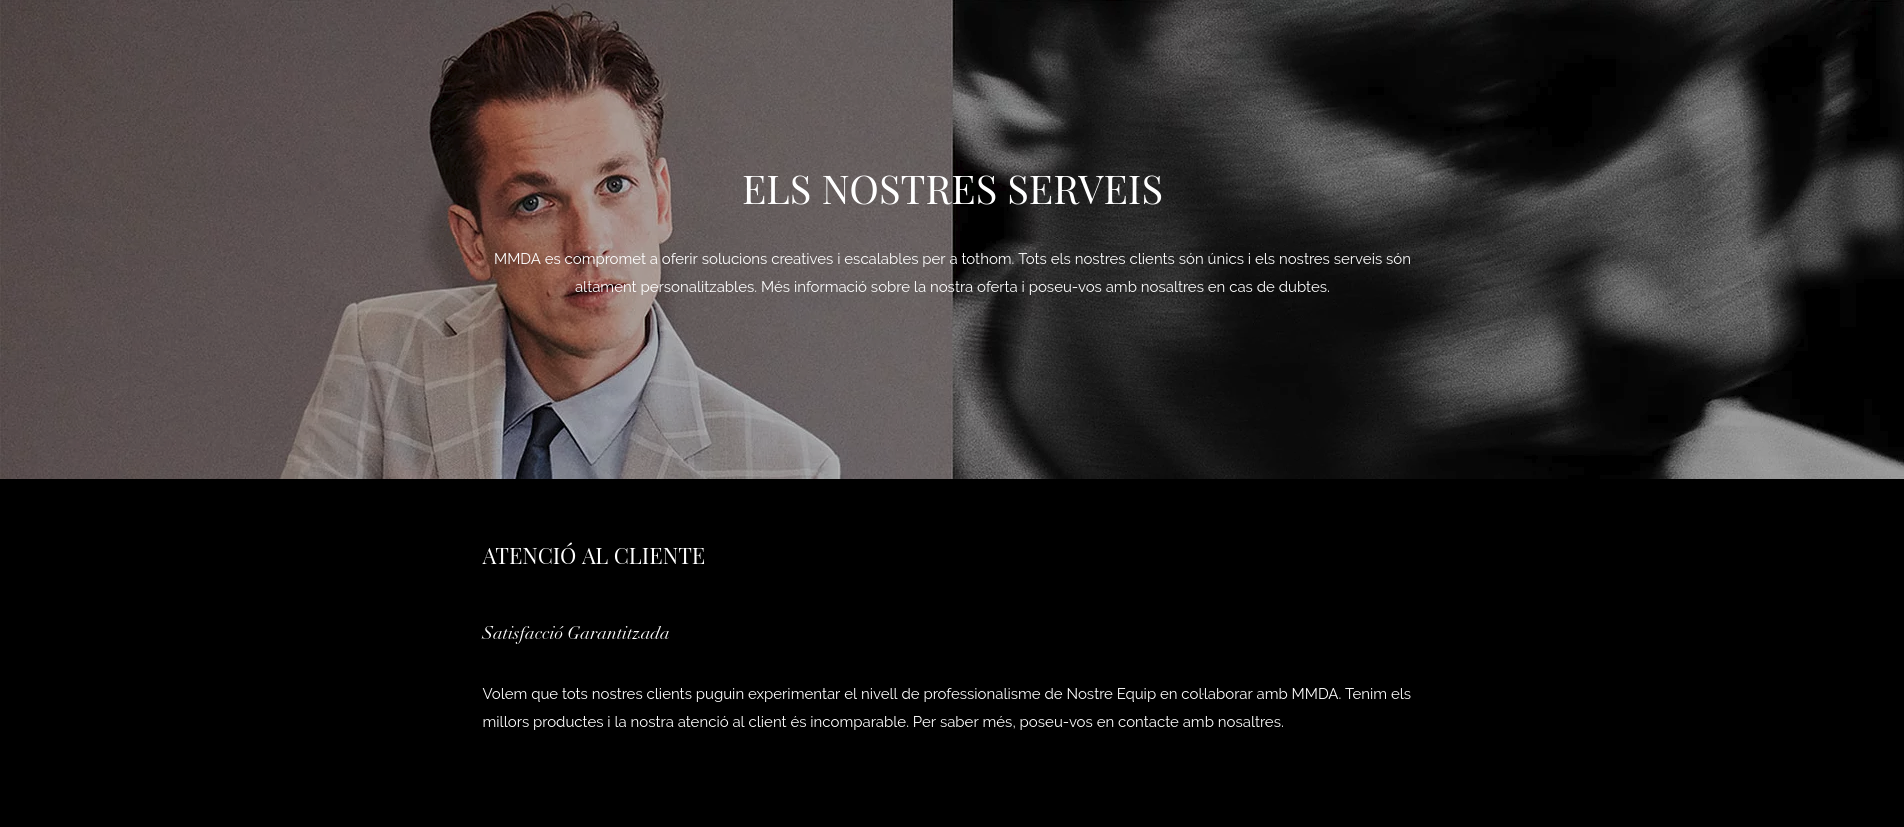 ELS NOSTRES SERVEIS
MMDA es compromet a oferir solucions creatives i escalables per a tothom. Tots els nostres clients són únics i els nostres serveis són
altament personalitzables. Més informació sobre la nostra oferta i poseu-vos amb nosaltres en cas de dubtes.
ATENCIÓ AL CLIENTE
Satisfacció Garantitzada
Volem que tots nostres clients puguin experimentar el nivell de professionalisme de Nostre Equip en col·laborar amb MMDA. Tenim els
millors productes i la nostra atenció al client és incomparable. Per saber més, poseu-vos en contacte amb nosaltres.